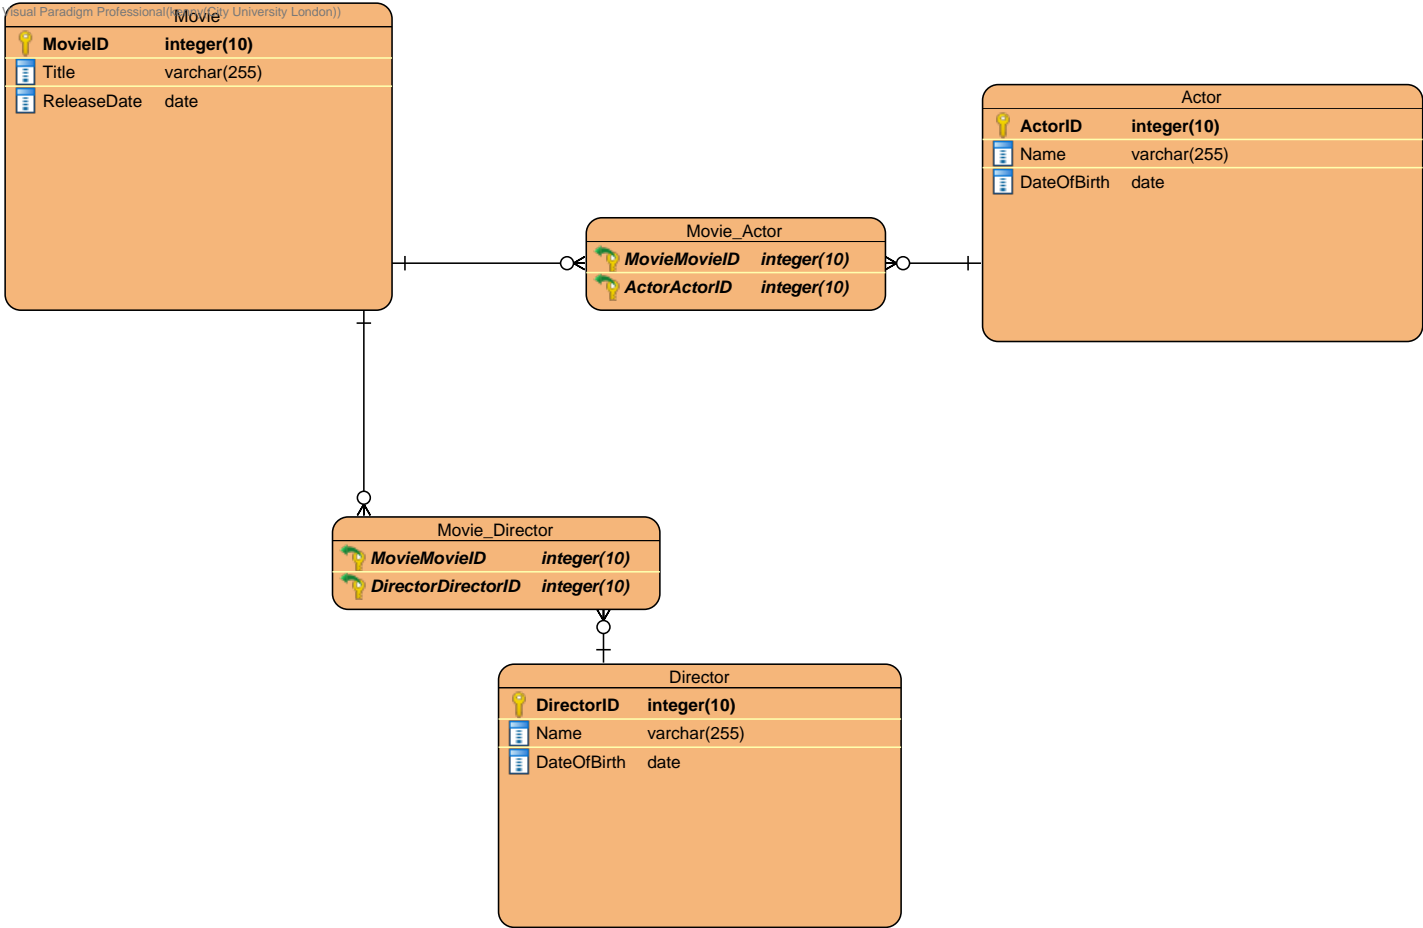 Visual Paradigm Professional(kenny(City University London))
Movie
MovieID integer(10)
Title varchar(255)
ReleaseDate date
Actor
ActorID integer(10)
Name varchar(255)
DateOfBirth date
Movie_Actor
MovieMovieID integer(10)
ActorActorID integer(10)
Movie_Director
MovieMovieID integer(10)
DirectorDirectorID integer(10)
Director
DirectorID integer(10)
Name varchar(255)
DateOfBirth date